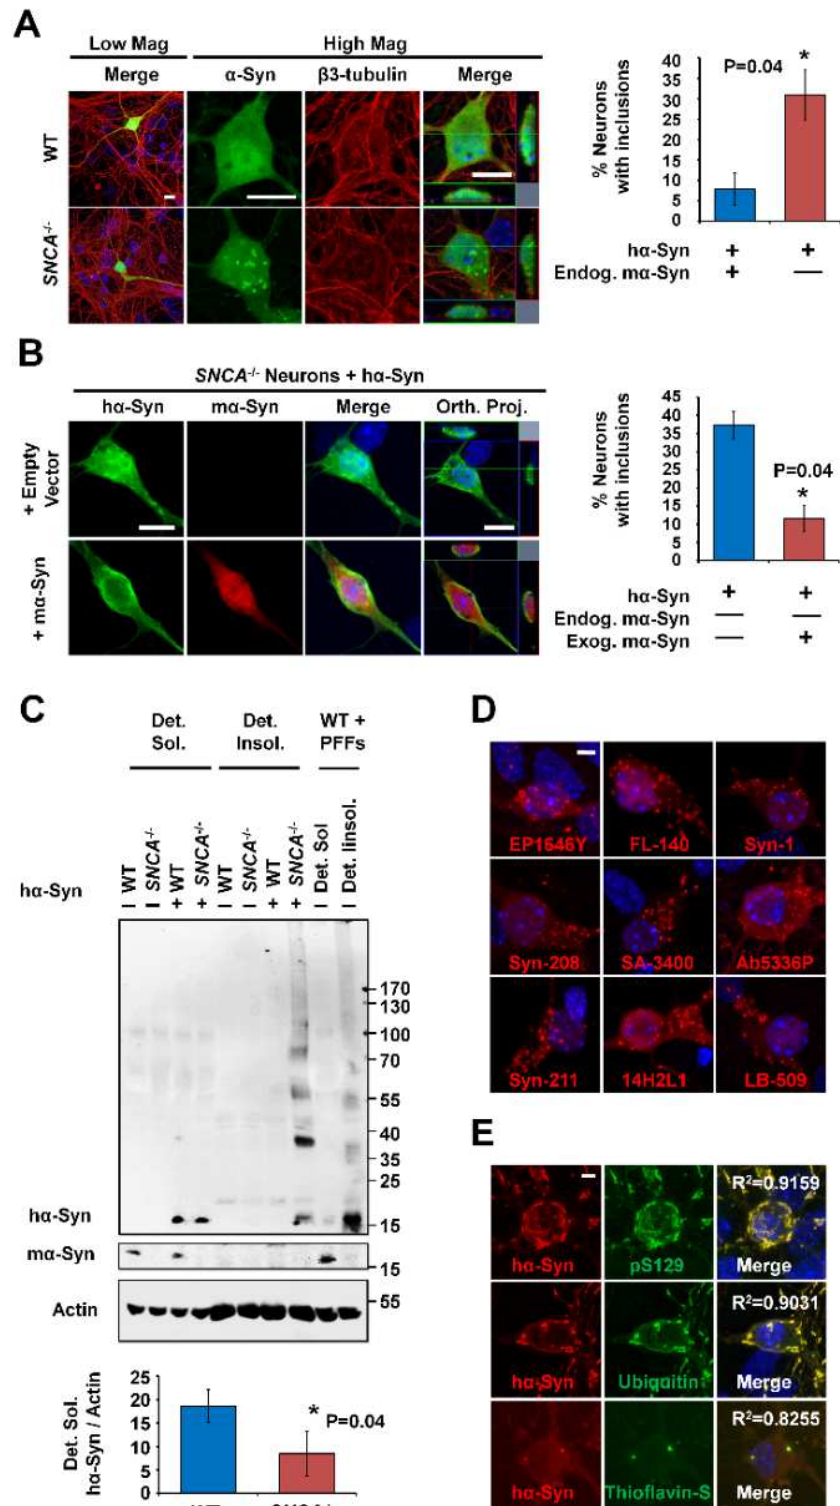 A
Low Mag
High Mag
Merge
α-Syn
β3-tubulin
Merge
WT
SNCA-/-
% Neurons
with inclusions
40
35
30
25
20
15
10
5
0
P=0.04
*
hα-Syn + +
Endog. mα-Syn + —
B
SNCA-/- Neurons + hα-Syn
hα-Syn
mα-Syn
Merge
Orth. Proj.
+ Empty
Vector
+ mα-Syn
% Neurons
with inclusions
45
40
35
30
25
20
15
10
5
0
P=0.04
*
hα-Syn + +
Endog. mα-Syn — —
Exog. mα-Syn — +
C
Det.
Sol.
Det.
Insol.
WT +
PFFs
WT
SNCA-/-
WT
SNCA-/-
WT
SNCA-/-
WT
SNCA-/-
Det. Sol
Det. Iinsol.
hα-Syn – – + + – – + + – –
170
130
100
70
55
40
35
25
15
hα-Syn
mα-Syn
15
Actin
55
Det. Sol.
hα-Syn / Actin
25
20
15
10
5
0
*
P=0.04
D
EP1646Y
FL-140
Syn-1
Syn-208
SA-3400
Ab5336P
Syn-211
14H2L1
LB-509
E
hα-Syn
pS129
R²=0.9159
Merge
hα-Syn
Ubiquitin
R²=0.9031
Merge
hα-Syn
Thioflavin-S
R²=0.8255
Merge